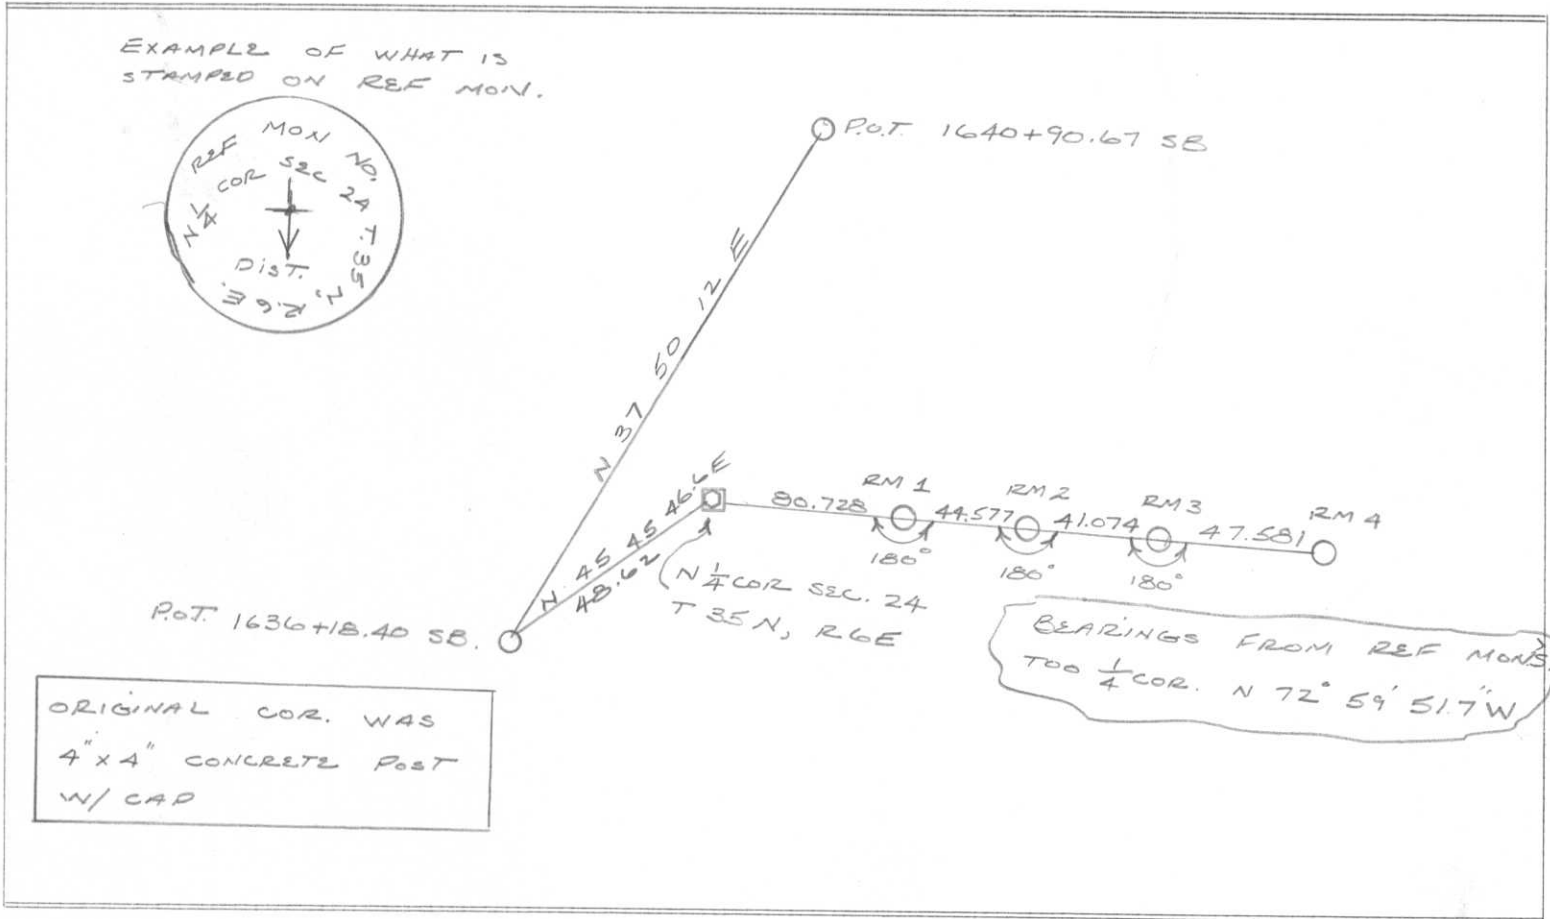 EXAMPLE OF WHAT IS
STAMPED ON REF MON.
REF MON NO.
N 1/4 COR SEC 24 T.35N, R.6E.
DIST.
P.O.T. 1640+90.67 SB
N 37 50 12 E
N 45 45 46.6 E
48.62
P.O.T. 1636+18.40 SB.
80.728
RM 1
44.577
RM 2
41.074
RM 3
47.581
RM 4
180°
180°
180°
N 1/4 COR SEC. 24
T 35 N, R6E
BEARINGS FROM REF MON'S.
TOO 1/4 COR. N 72° 59' 51.7" W
ORIGINAL COR. WAS
4" x 4" CONCRETE POST
W/ CAP